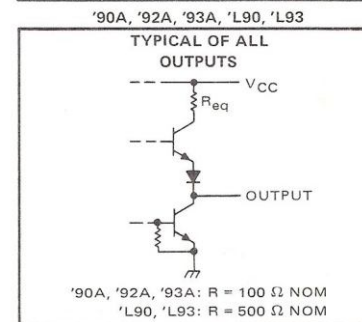 '90A, '92A, '93A, 'L90, 'L93
TYPICAL OF ALL
OUTPUTS
VCC
Req
OUTPUT
'90A, '92A, '93A: R = 100 Ω NOM
'L90, 'L93: R = 500 Ω NOM